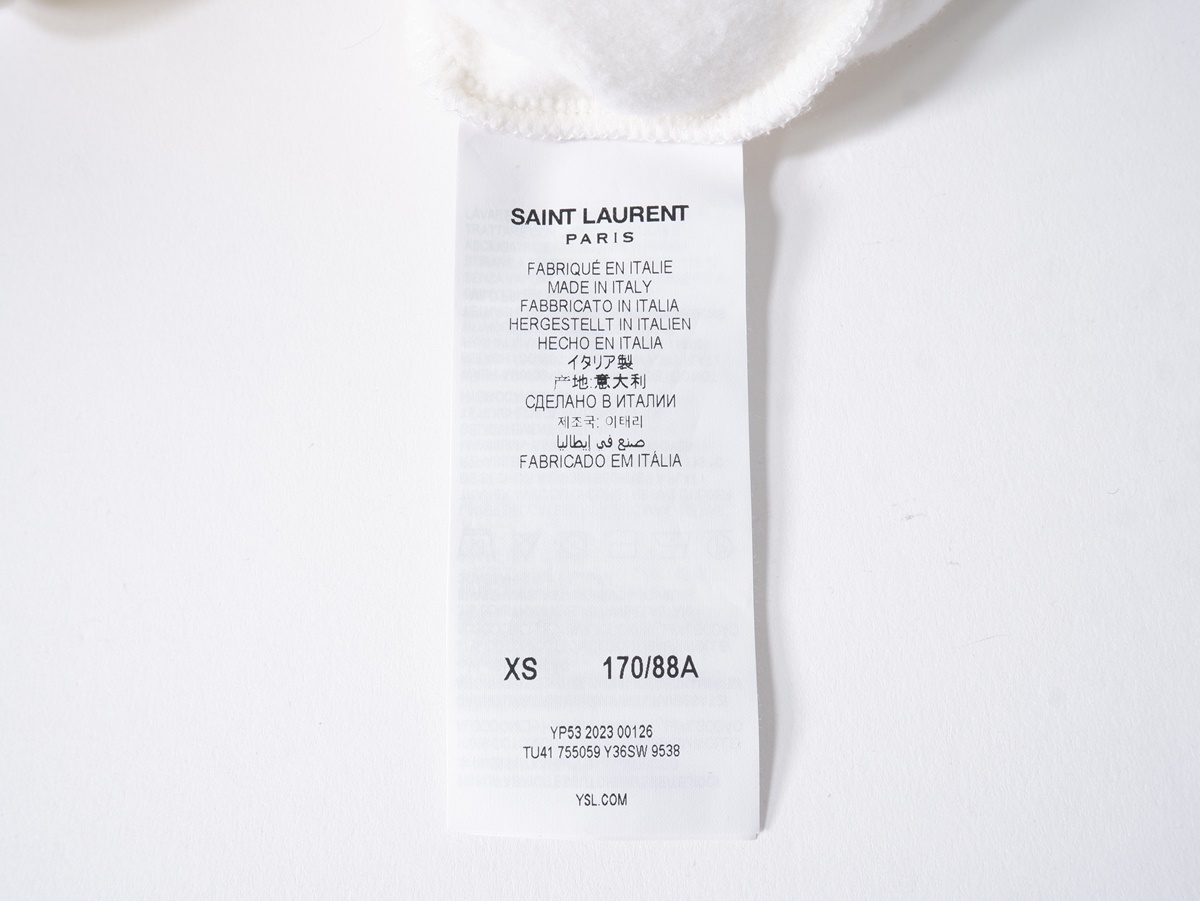 SAINT LAURENT
PARIS
FABRIQUÉ EN ITALIE
MADE IN ITALY
FABBRICATO IN ITALIA
HERGESTELLT IN ITALIEN
HECHO EN ITALIA
イタリア製
产地:意大利
СДЕЛАНО В ИТАЛИИ
제조국: 이태리
صنع في إيطاليا
FABRICADO EM ITÁLIA
XS 170/88A
YP53 2023 00126
TU41 755059 Y36SW 9538
YSL.COM